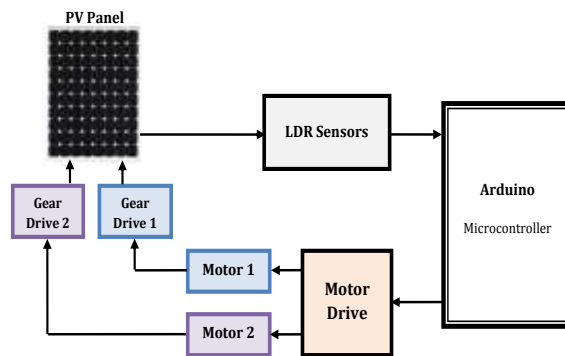 PV Panel
LDR Sensors
Arduino
Microcontroller
Gear
Drive 2
Gear
Drive 1
Motor 1
Motor
Drive
Motor 2